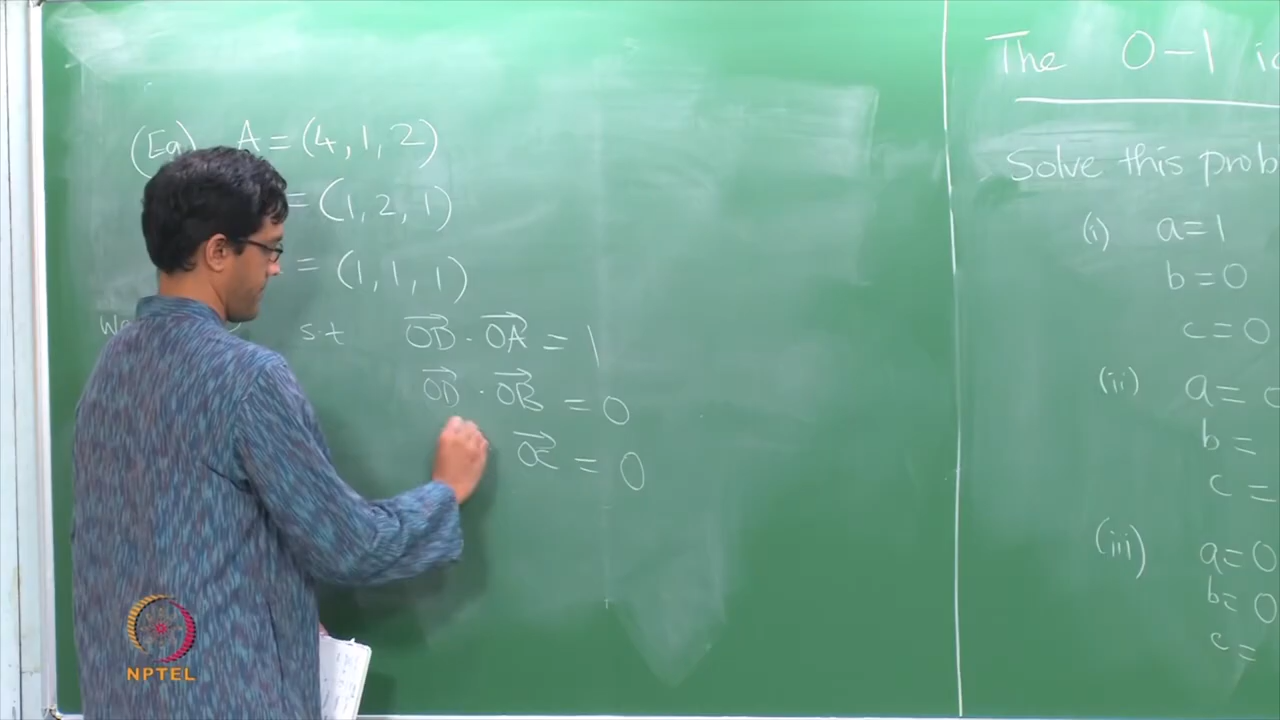 (Eg) A = (4, 1, 2)
= (1, 2, 1)
= (1, 1, 1)
s.t OD · OA = 1
OD · OB = 0
OC = 0
The 0-1
Solve this
(i) a=1
b=0
c=0
(ii) a=
b=
c=
(iii) a=0
b=0
c=
NPTEL